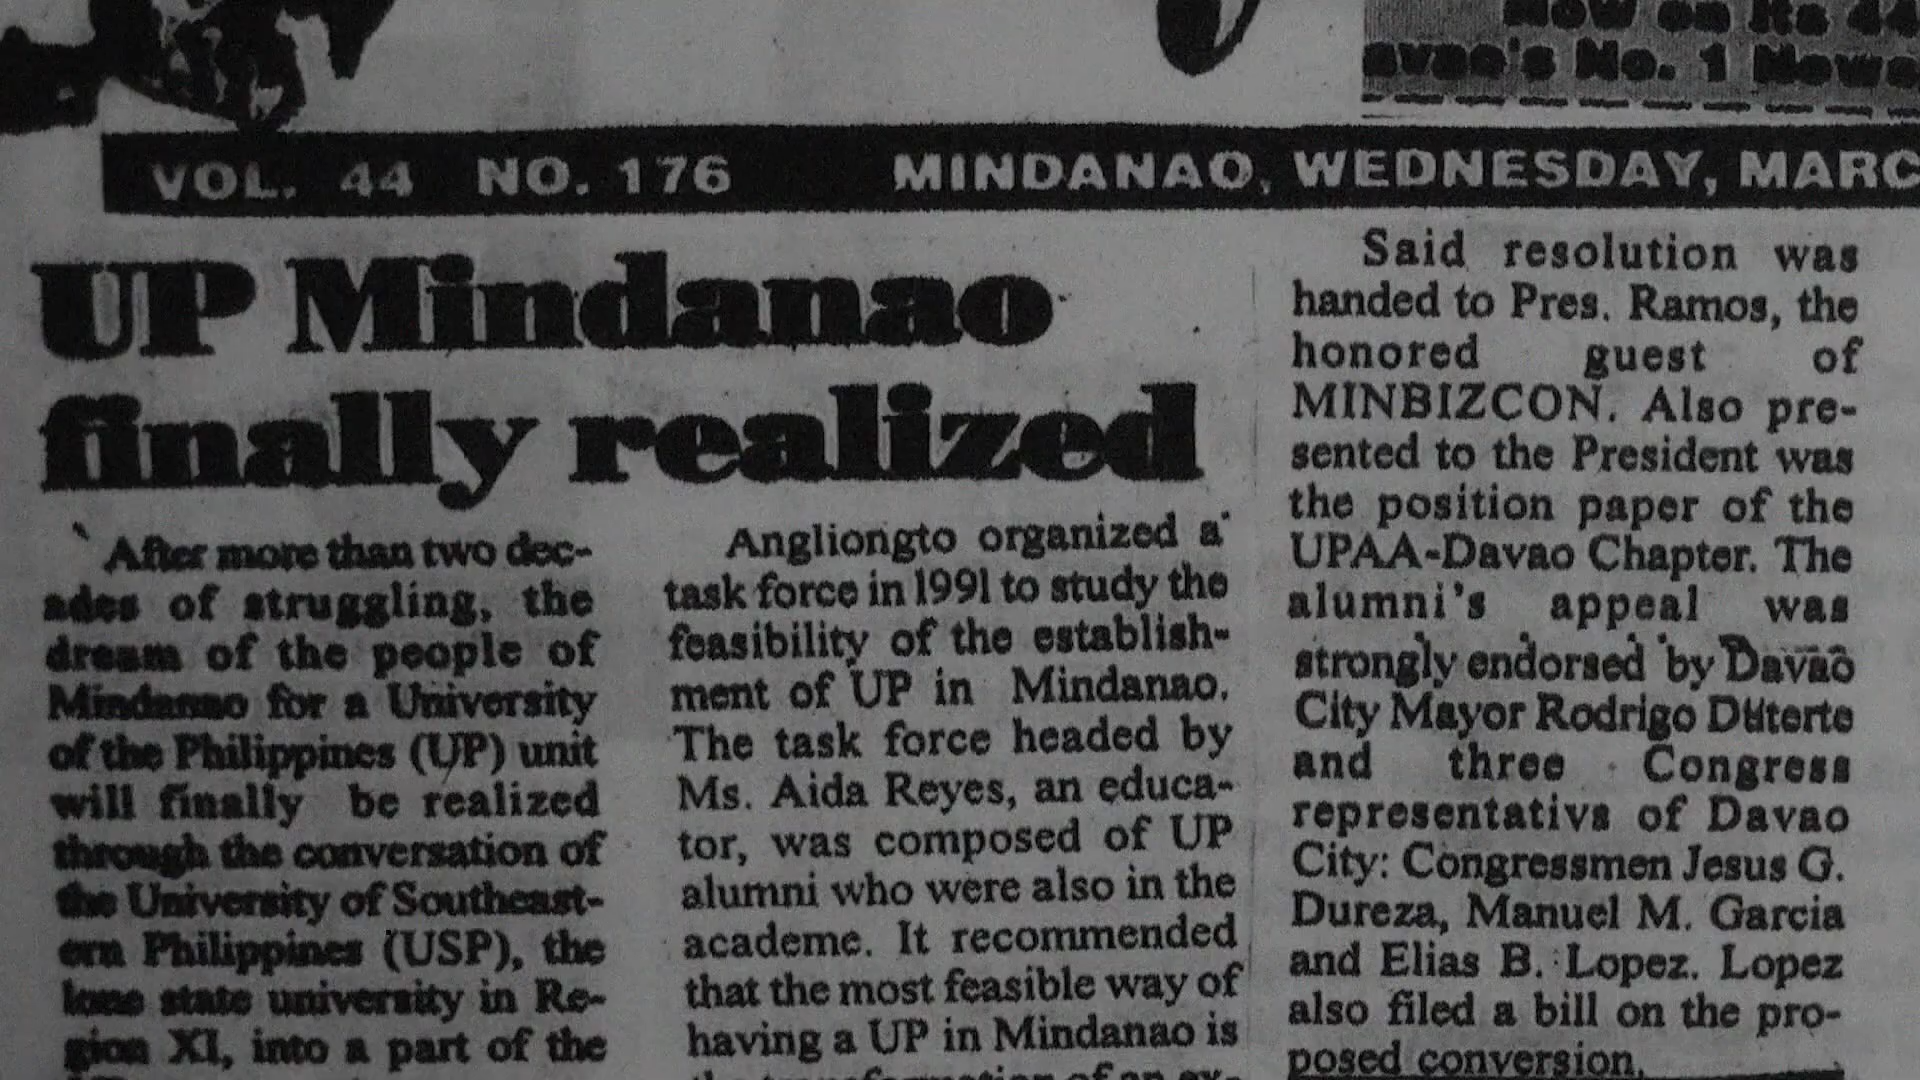 Now on its 44
avao's No. 1 News
VOL. 44 NO. 176 MINDANAO, WEDNESDAY, MARC
UP Mindanao
finally realized
After more than two dec-
ades of struggling, the
dream of the people of
Mindanao for a University
of the Philippines (UP) unit
will finally be realized
through the conversation of
the University of Southeast-
ern Philippines (USP), the
lone state university in Re-
gion XI, into a part of the
Angliongto organized a
task force in 1991 to study the
feasibility of the establish-
ment of UP in Mindanao.
The task force headed by
Ms. Aida Reyes, an educa-
tor, was composed of UP
alumni who were also in the
academe. It recommended
that the most feasible way of
having a UP in Mindanao is
Said resolution was
handed to Pres. Ramos, the
honored guest of
MINBIZCON. Also pre-
sented to the President was
the position paper of the
UPAA-Davao Chapter. The
alumni's appeal was
strongly endorsed by Davao
City Mayor Rodrigo Duterte
and three Congress
representativs of Davao
City: Congressmen Jesus G.
Dureza, Manuel M. Garcia
and Elias B. Lopez. Lopez
also filed a bill on the pro-
posed conversion.